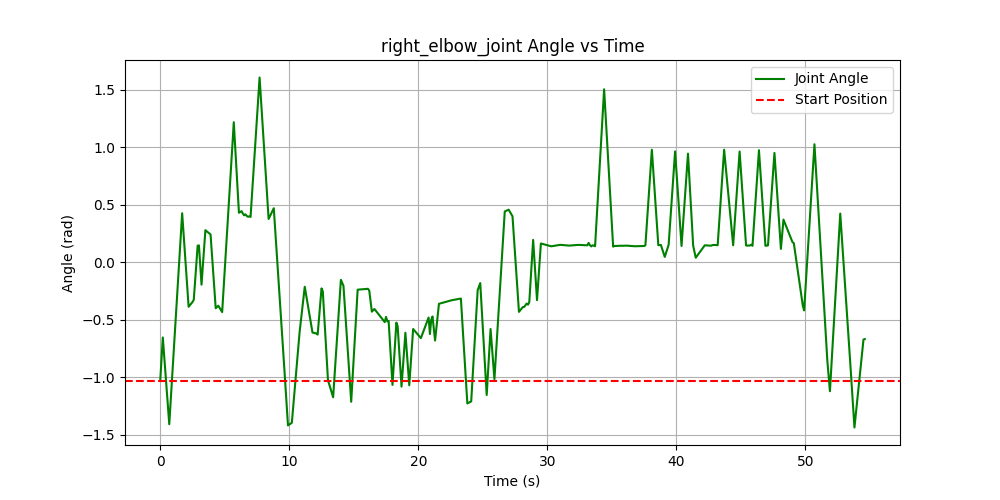 right_elbow_joint Angle vs Time
Joint Angle
Start Position
Angle (rad)
1.5
1.0
0.5
0.0
−0.5
−1.0
−1.5
0 10 20 30 40 50
Time (s)